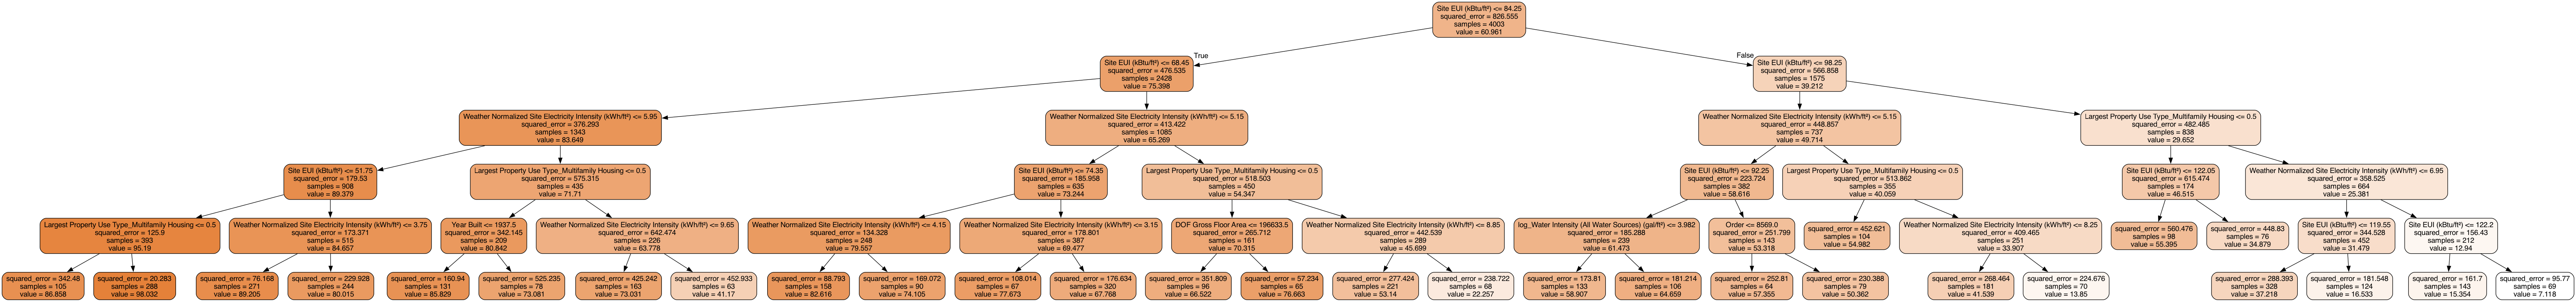 Site EUI (kBtu/ft²) <= 84.25
squared_error = 826.555
samples = 4003
value = 60.961
True
False
Site EUI (kBtu/ft²) <= 68.45
squared_error = 476.535
samples = 2428
value = 75.398
Site EUI (kBtu/ft²) <= 98.25
squared_error = 566.858
samples = 1575
value = 39.212
Weather Normalized Site Electricity Intensity (kWh/ft²) <= 5.95
squared_error = 376.293
samples = 1343
value = 83.649
Weather Normalized Site Electricity Intensity (kWh/ft²) <= 5.15
squared_error = 413.422
samples = 1085
value = 65.269
Weather Normalized Site Electricity Intensity (kWh/ft²) <= 5.15
squared_error = 448.857
samples = 737
value = 49.714
Largest Property Use Type_Multifamily Housing <= 0.5
squared_error = 482.485
samples = 838
value = 29.652
Site EUI (kBtu/ft²) <= 51.75
squared_error = 179.53
samples = 908
value = 89.379
Largest Property Use Type_Multifamily Housing <= 0.5
squared_error = 575.315
samples = 435
value = 71.71
Site EUI (kBtu/ft²) <= 74.35
squared_error = 185.958
samples = 635
value = 73.244
Largest Property Use Type_Multifamily Housing <= 0.5
squared_error = 518.503
samples = 450
value = 54.347
Site EUI (kBtu/ft²) <= 92.25
squared_error = 223.724
samples = 382
value = 58.616
Largest Property Use Type_Multifamily Housing <= 0.5
squared_error = 513.862
samples = 355
value = 40.059
Site EUI (kBtu/ft²) <= 122.05
squared_error = 615.474
samples = 174
value = 46.515
Weather Normalized Site Electricity Intensity (kWh/ft²) <= 6.95
squared_error = 358.525
samples = 664
value = 25.381
Largest Property Use Type_Multifamily Housing <= 0.5
squared_error = 125.9
samples = 393
value = 95.19
Weather Normalized Site Electricity Intensity (kWh/ft²) <= 3.75
squared_error = 173.371
samples = 515
value = 84.657
Year Built <= 1937.5
squared_error = 342.145
samples = 209
value = 80.842
Weather Normalized Site Electricity Intensity (kWh/ft²) <= 9.65
squared_error = 642.474
samples = 226
value = 63.778
Weather Normalized Site Electricity Intensity (kWh/ft²) <= 4.15
squared_error = 134.328
samples = 248
value = 79.557
Weather Normalized Site Electricity Intensity (kWh/ft²) <= 3.15
squared_error = 178.801
samples = 387
value = 69.477
DOF Gross Floor Area <= 196633.5
squared_error = 265.712
samples = 161
value = 70.315
Weather Normalized Site Electricity Intensity (kWh/ft²) <= 8.85
squared_error = 442.539
samples = 289
value = 45.699
log_Water Intensity (All Water Sources) (gal/ft²) <= 3.982
squared_error = 185.288
samples = 239
value = 61.473
Order <= 8569.0
squared_error = 251.799
samples = 143
value = 53.318
squared_error = 452.621
samples = 104
value = 54.982
Weather Normalized Site Electricity Intensity (kWh/ft²) <= 8.25
squared_error = 409.465
samples = 251
value = 33.907
squared_error = 560.476
samples = 98
value = 55.395
squared_error = 448.83
samples = 76
value = 34.879
Site EUI (kBtu/ft²) <= 119.55
squared_error = 344.528
samples = 452
value = 31.479
Site EUI (kBtu/ft²) <= 122.2
squared_error = 156.43
samples = 212
value = 12.94
squared_error = 342.48
samples = 105
value = 86.858
squared_error = 20.283
samples = 288
value = 98.032
squared_error = 76.168
samples = 271
value = 89.205
squared_error = 229.928
samples = 244
value = 80.015
squared_error = 160.94
samples = 131
value = 85.829
squared_error = 525.235
samples = 78
value = 73.081
squared_error = 425.242
samples = 163
value = 73.031
squared_error = 452.933
samples = 63
value = 41.17
squared_error = 88.793
samples = 158
value = 82.616
squared_error = 169.072
samples = 90
value = 74.105
squared_error = 108.014
samples = 67
value = 77.673
squared_error = 176.634
samples = 320
value = 67.768
squared_error = 351.809
samples = 96
value = 66.522
squared_error = 57.234
samples = 65
value = 76.663
squared_error = 277.424
samples = 221
value = 53.14
squared_error = 238.722
samples = 68
value = 22.257
squared_error = 173.81
samples = 133
value = 58.907
squared_error = 181.214
samples = 106
value = 64.659
squared_error = 252.81
samples = 64
value = 57.355
squared_error = 230.388
samples = 79
value = 50.362
squared_error = 268.464
samples = 181
value = 41.539
squared_error = 224.676
samples = 70
value = 13.85
squared_error = 288.393
samples = 328
value = 37.218
squared_error = 181.548
samples = 124
value = 16.533
squared_error = 161.7
samples = 143
value = 15.354
squared_error = 95.77
samples = 69
value = 7.118